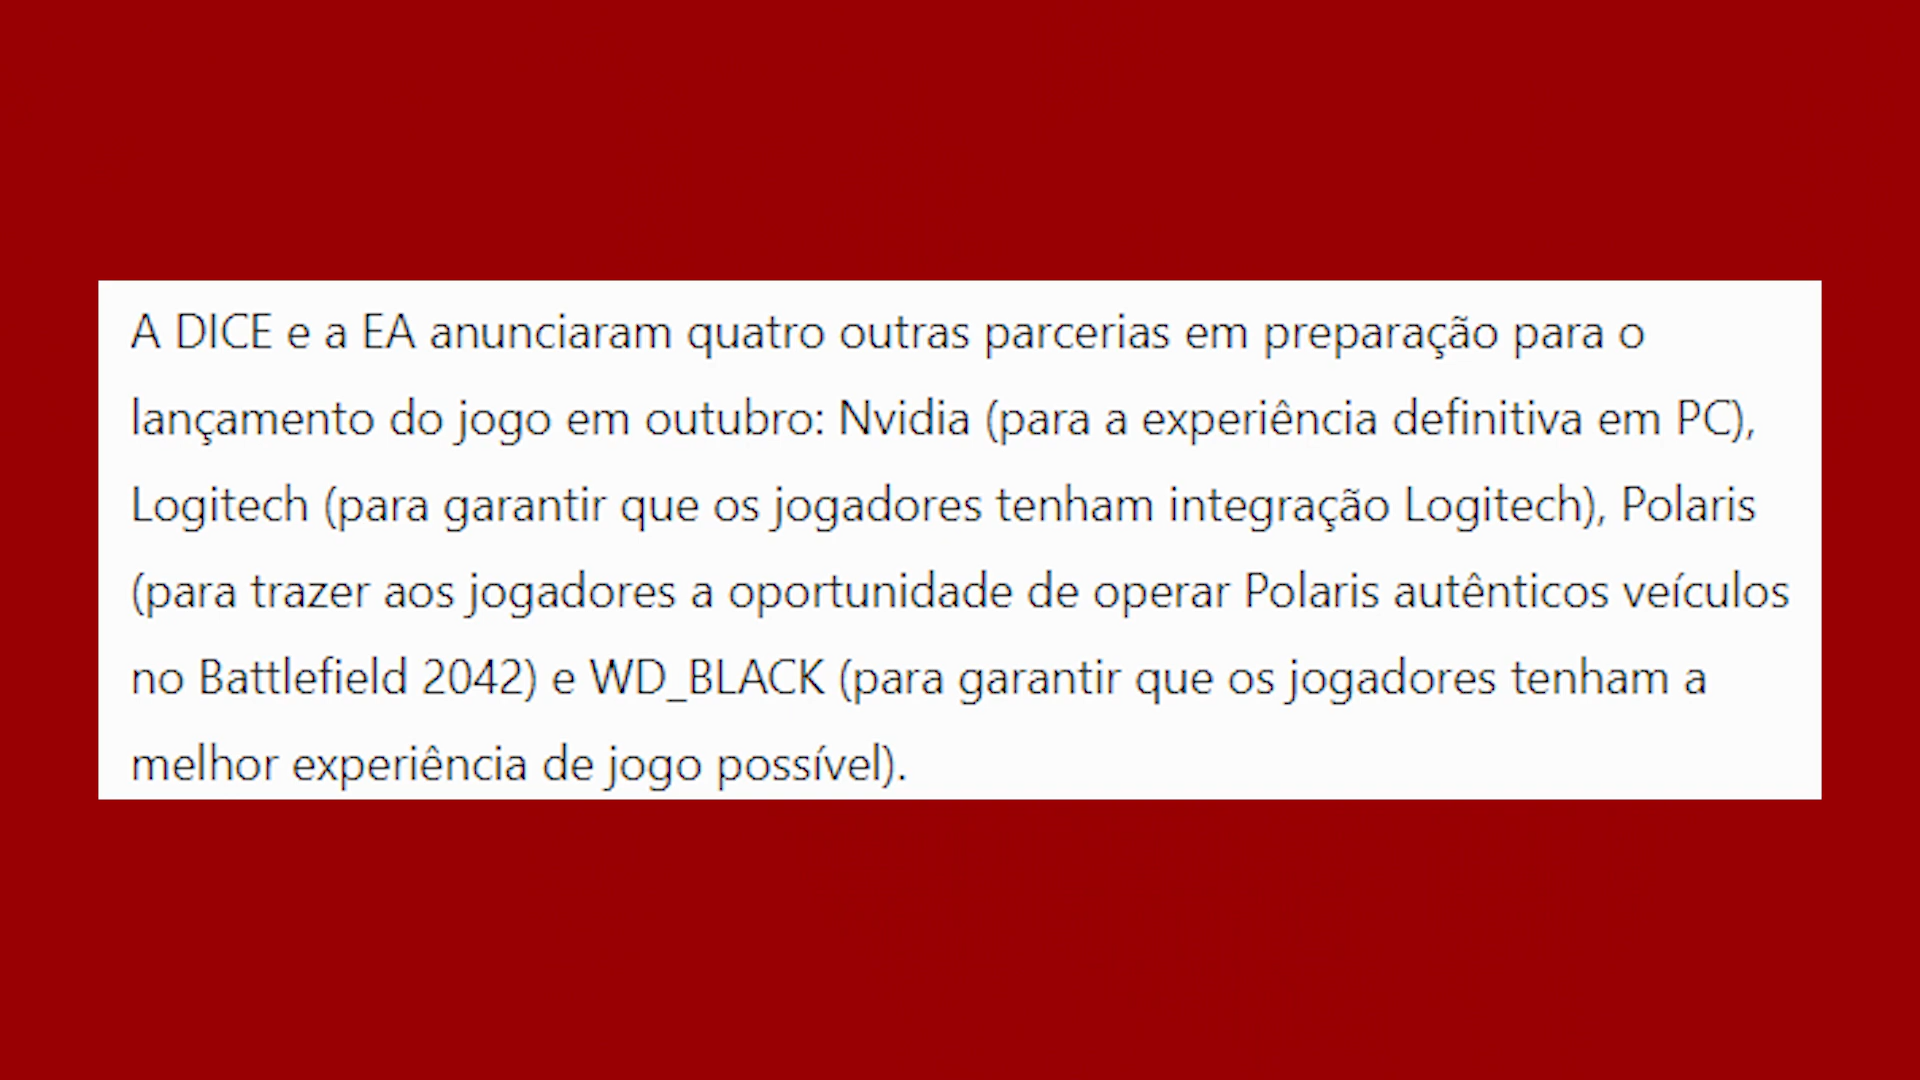 A DICE e a EA anunciaram quatro outras parcerias em preparação para o
lançamento do jogo em outubro: Nvidia (para a experiência definitiva em PC),
Logitech (para garantir que os jogadores tenham integração Logitech), Polaris
(para trazer aos jogadores a oportunidade de operar Polaris autênticos veículos
no Battlefield 2042) e WD_BLACK (para garantir que os jogadores tenham a
melhor experiência de jogo possível).